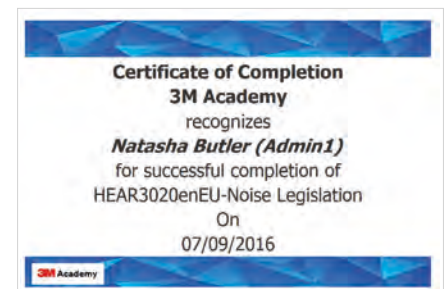 Certificate of Completion
3M Academy
recognizes
Natasha Butler (Admin1)
for successful completion of
HEAR3020enEU-Noise Legislation
On
07/09/2016
3M Academy